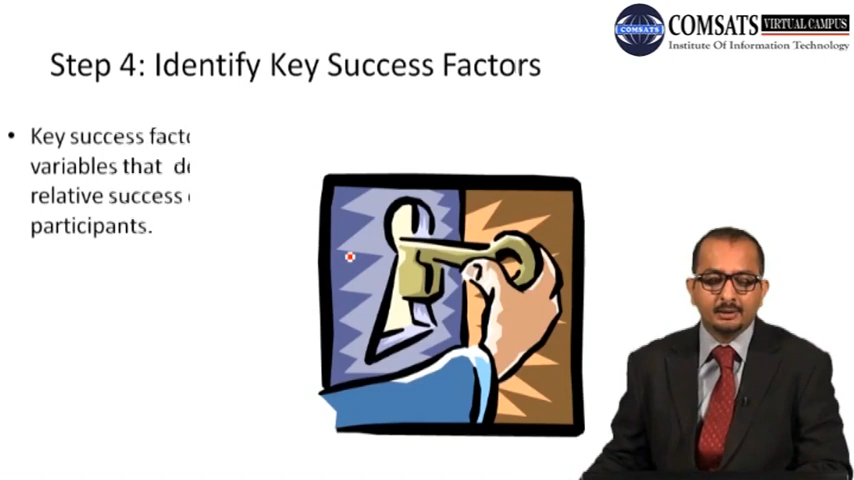 COMSATS VIRTUAL CAMPUS
COMSATS
Institute Of Information Technology
Step 4: Identify Key Success Factors
• Key success
variables that
relative success
participants.